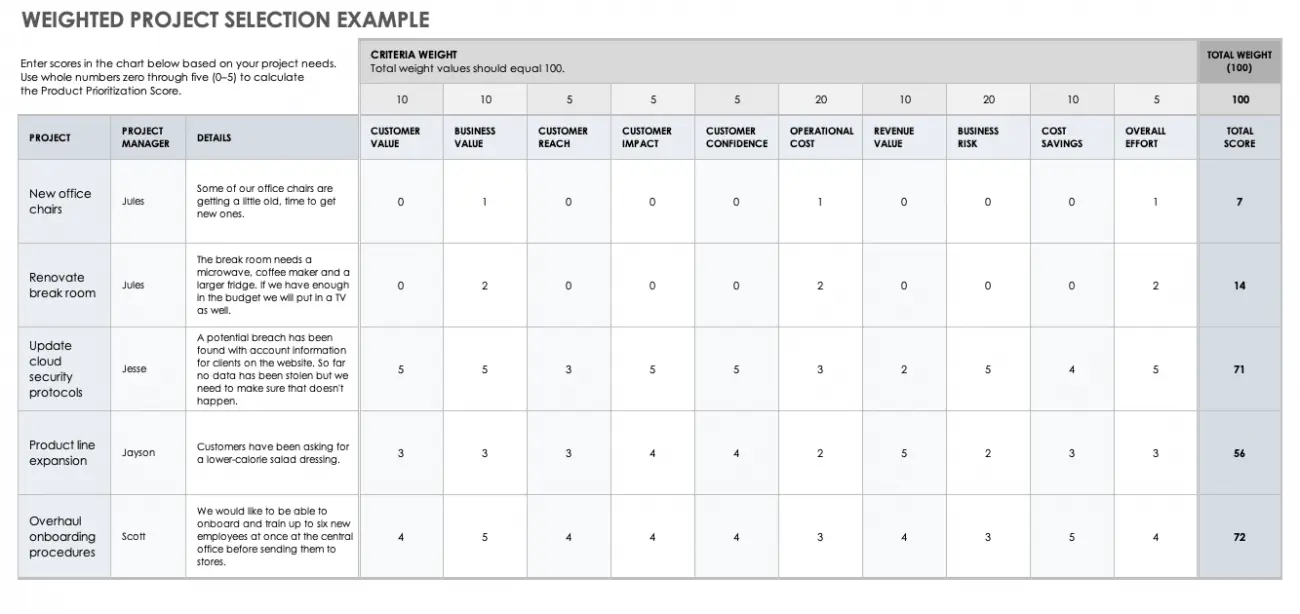 WEIGHTED PROJECT SELECTION EXAMPLE
Enter scores in the chart below based on your project needs.
Use whole numbers zero through five (0–5) to calculate
the Product Prioritization Score.
CRITERIA WEIGHT
Total weight values should equal 100.
TOTAL WEIGHT
(100)
10 10 5 5 5 20 10 20 10 5 100
PROJECT
PROJECT
MANAGER
DETAILS
CUSTOMER
VALUE
BUSINESS
VALUE
CUSTOMER
REACH
CUSTOMER
IMPACT
CUSTOMER
CONFIDENCE
OPERATIONAL
COST
REVENUE
VALUE
BUSINESS
RISK
COST
SAVINGS
OVERALL
EFFORT
TOTAL
SCORE
New office
chairs
Jules
Some of our office chairs are
getting a little old, time to get
new ones.
0 1 0 0 0 1 0 0 0 1 7
Renovate
break room
Jules
The break room needs a
microwave, coffee maker and a
larger fridge. If we have enough
in the budget we will put in a TV
as well.
0 2 0 0 0 2 0 0 0 2 14
Update
cloud
security
protocols
Jesse
A potential breach has been
found with account information
for clients on the website. So far
no data has been stolen but we
need to make sure that doesn't
happen.
5 5 3 5 5 3 2 5 4 5 71
Product line
expansion
Jayson
Customers have been asking for
a lower-calorie salad dressing.
3 3 3 4 4 2 5 2 3 3 56
Overhaul
onboarding
procedures
Scott
We would like to be able to
onboard and train up to six new
employees at once at the central
office before sending them to
stores.
4 5 4 4 4 3 4 3 5 4 72